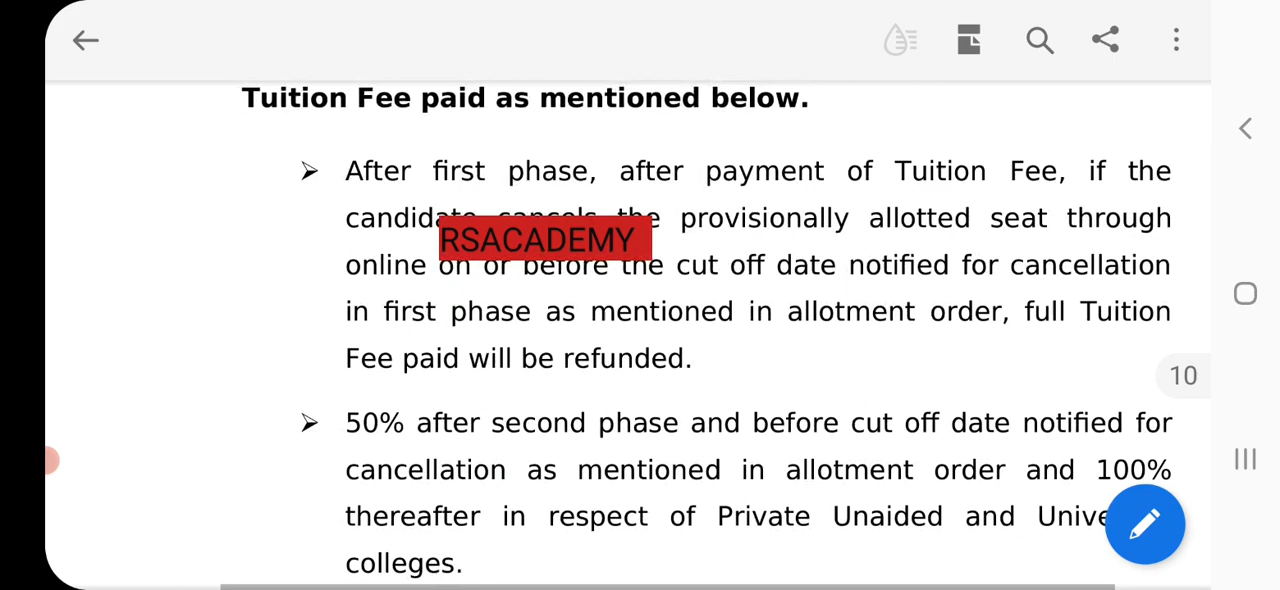 Tuition Fee paid as mentioned below.
➢ After first phase, after payment of Tuition Fee, if the
candidate cancels the provisionally allotted seat through
RSACADEMY
online on or before the cut off date notified for cancellation
in first phase as mentioned in allotment order, full Tuition
Fee paid will be refunded.
10
➢ 50% after second phase and before cut off date notified for
cancellation as mentioned in allotment order and 100%
thereafter in respect of Private Unaided and
colleges.